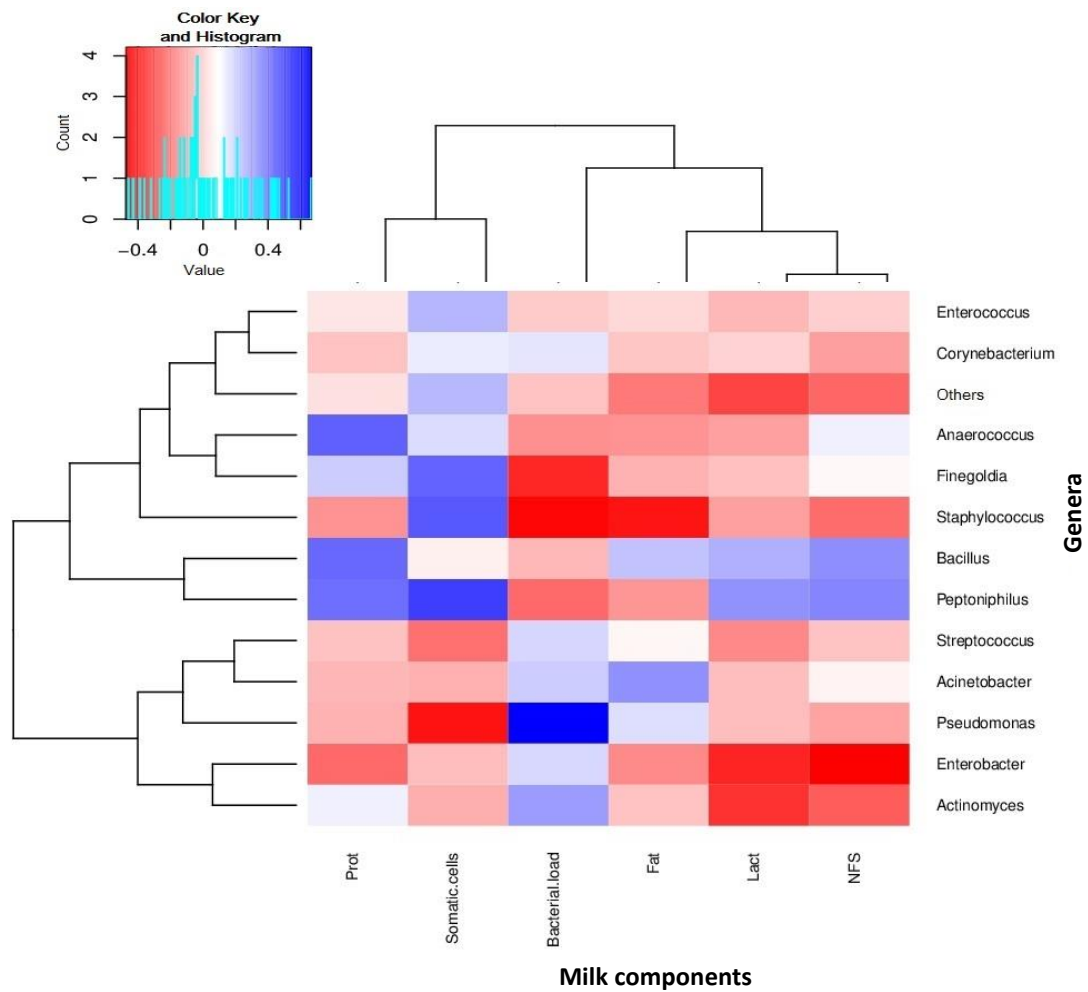 Color Key
and Histogram
Count
4
3
2
1
0
−0.4 0 0.4
Value
Enterococcus
Corynebacterium
Others
Anaerococcus
Finegoldia
Staphylococcus
Bacillus
Peptoniphilus
Streptococcus
Acinetobacter
Pseudomonas
Enterobacter
Actinomyces
Genera
Prot
Somatic.cells
Bacterial.load
Fat
Lact
NFS
Milk components